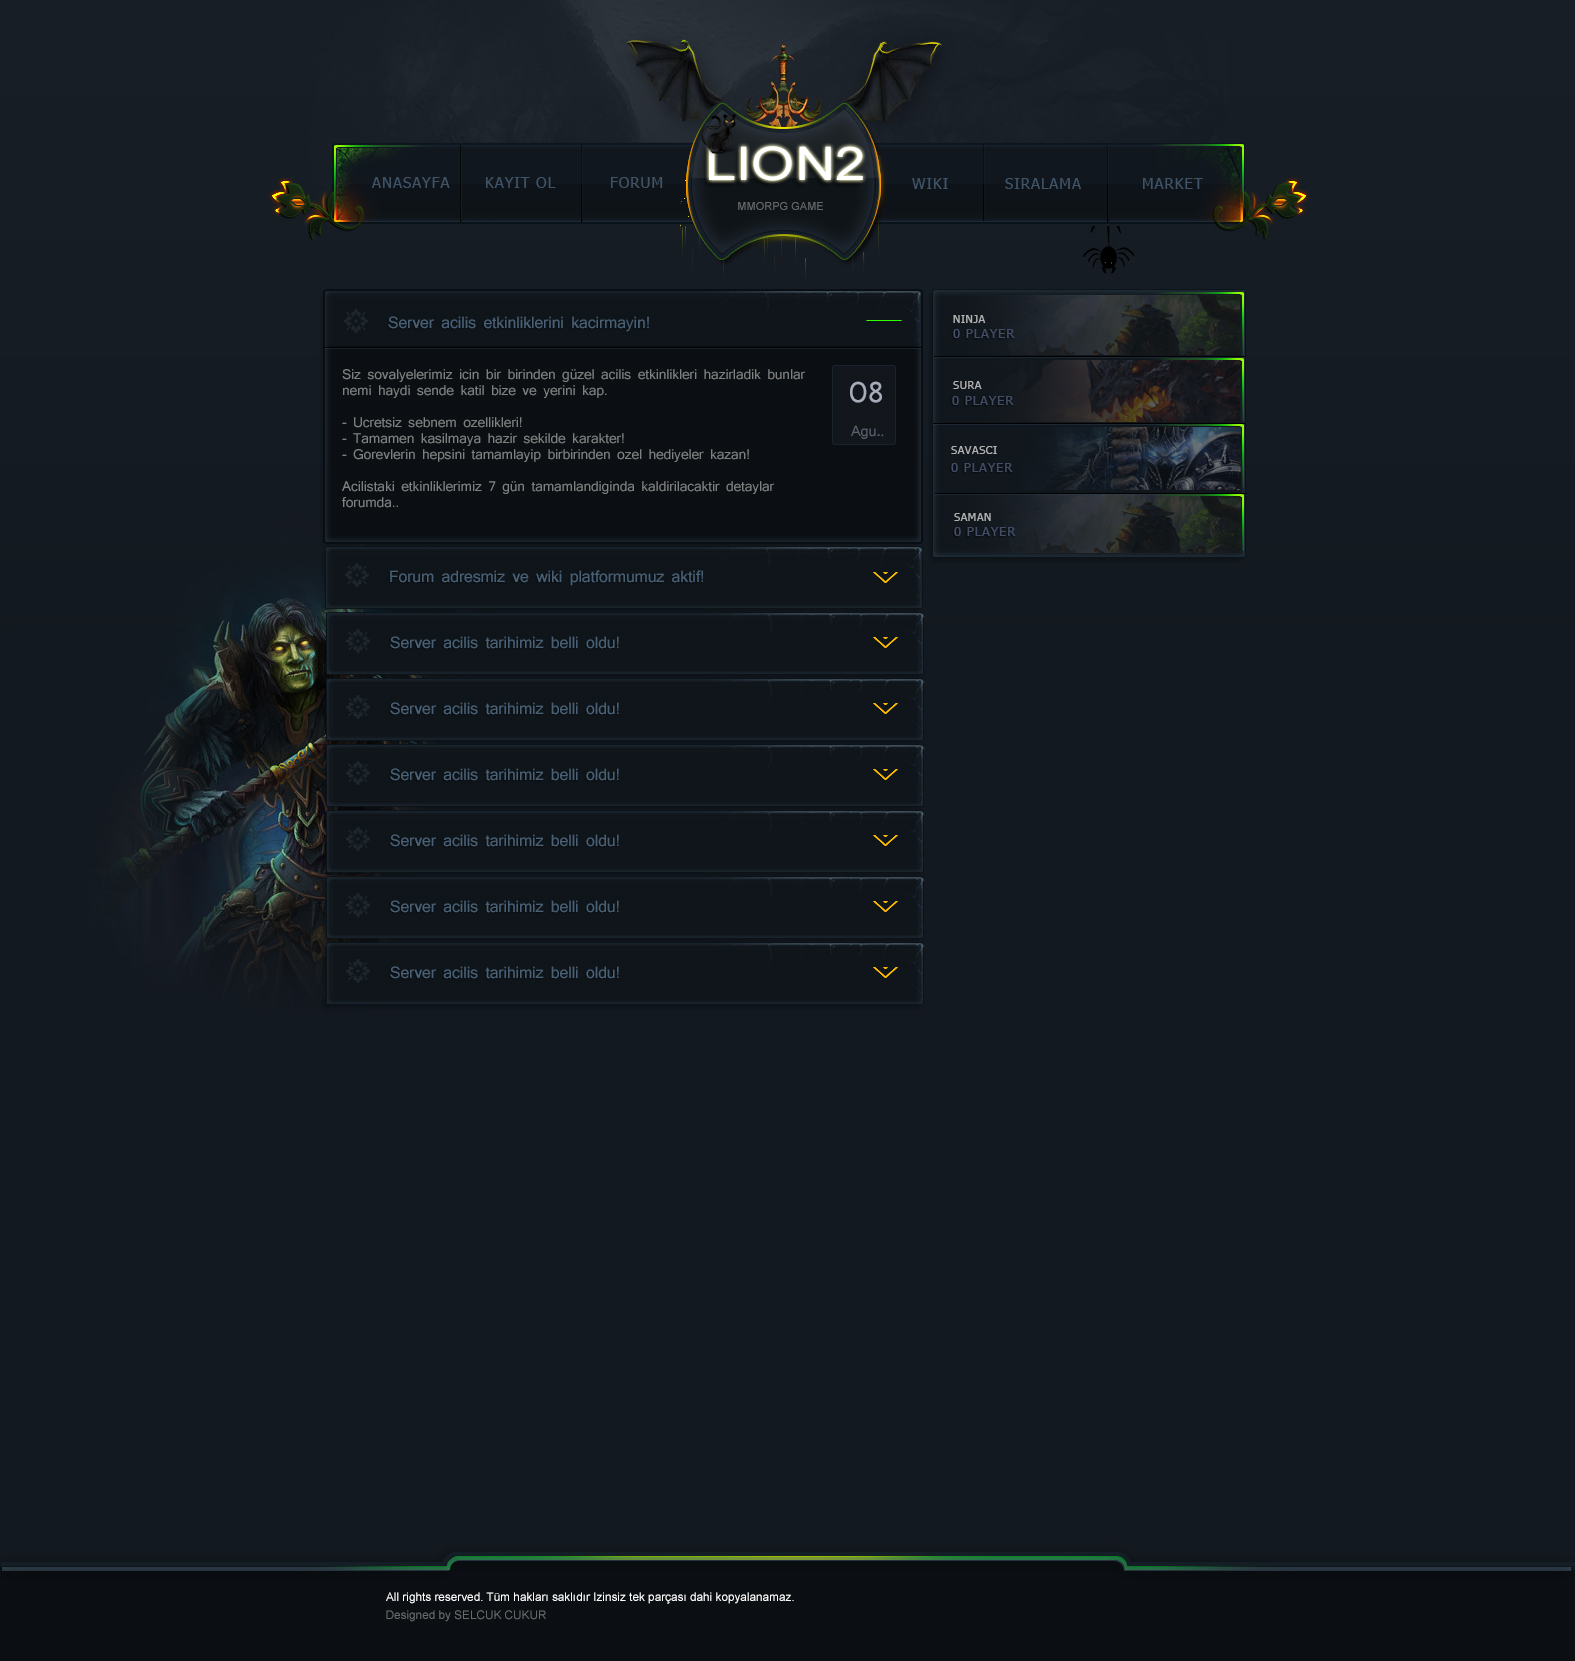 ANASAYFA
KAYIT OL
FORUM
LION2
MMORPG GAME
WIKI
SIRALAMA
MARKET
Server acilis etkinliklerini kacirmayin!
Siz sovalyelerimiz icin bir birinden güzel acilis etkinlikleri hazirladik bunlar
nemi haydi sende katil bize ve yerini kap.
- Ucretsiz sebnem ozellikleri!
- Tamamen kasilmaya hazir sekilde karakter!
- Gorevlerin hepsini tamamlayip birbirinden ozel hediyeler kazan!
Acilistaki etkinliklerimiz 7 gün tamamlandiginda kaldirilacaktir detaylar
forumda..
08
Agu..
Forum adresmiz ve wiki platformumuz aktif!
Server acilis tarihimiz belli oldu!
Server acilis tarihimiz belli oldu!
Server acilis tarihimiz belli oldu!
Server acilis tarihimiz belli oldu!
Server acilis tarihimiz belli oldu!
Server acilis tarihimiz belli oldu!
NINJA
0 PLAYER
SURA
0 PLAYER
SAVASCI
0 PLAYER
SAMAN
0 PLAYER
All rights reserved. Tüm hakları saklıdır Izinsiz tek parçası dahi kopyalanamaz.
Designed by SELCUK CUKUR